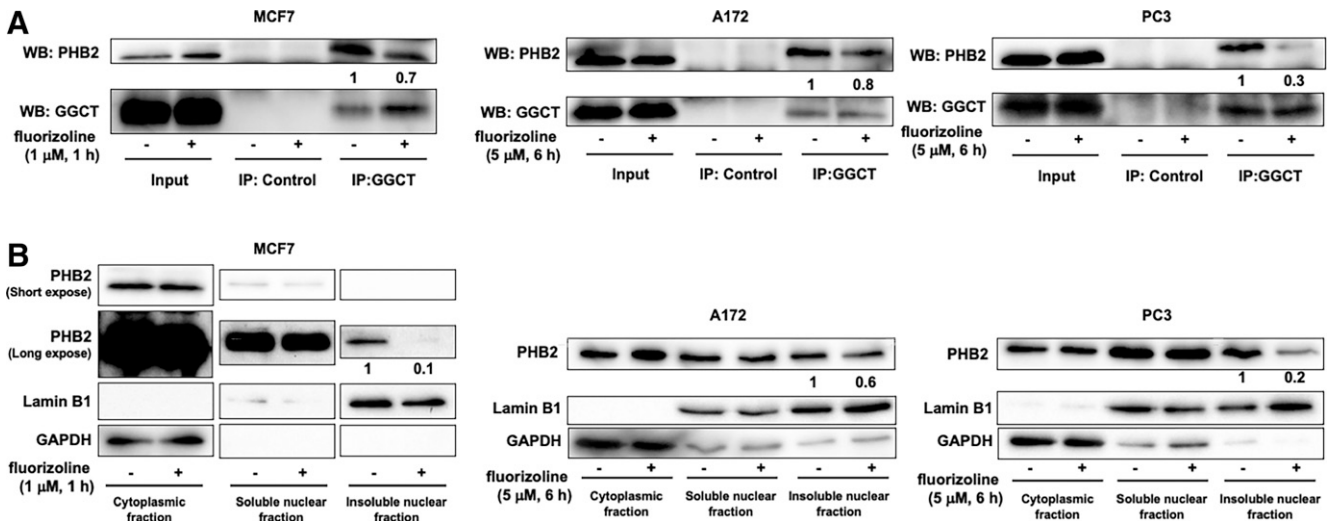 A
MCF7
WB: PHB2
1 0.7
WB: GGCT
fluorizoline
(1 μM, 1 h)
- + - + - +
Input IP: Control IP:GGCT
A172
WB: PHB2
1 0.8
WB: GGCT
fluorizoline
(5 μM, 6 h)
- + - + - +
Input IP: Control IP:GGCT
PC3
WB: PHB2
1 0.3
WB: GGCT
fluorizoline
(5 μM, 6 h)
- + - + - +
Input IP: Control IP:GGCT
B
MCF7
PHB2
(Short expose)
PHB2
(Long expose)
1 0.1
Lamin B1
GAPDH
fluorizoline
(1 μM, 1 h)
- + - + - +
Cytoplasmic fraction
Soluble nuclear fraction
Insoluble nuclear fraction
A172
PHB2
1 0.6
Lamin B1
GAPDH
fluorizoline
(5 μM, 6 h)
- + - + - +
Cytoplasmic fraction
Soluble nuclear fraction
Insoluble nuclear fraction
PC3
PHB2
1 0.2
Lamin B1
GAPDH
fluorizoline
(5 μM, 6 h)
- + - + - +
Cytoplasmic fraction
Soluble nuclear fraction
Insoluble nuclear fraction